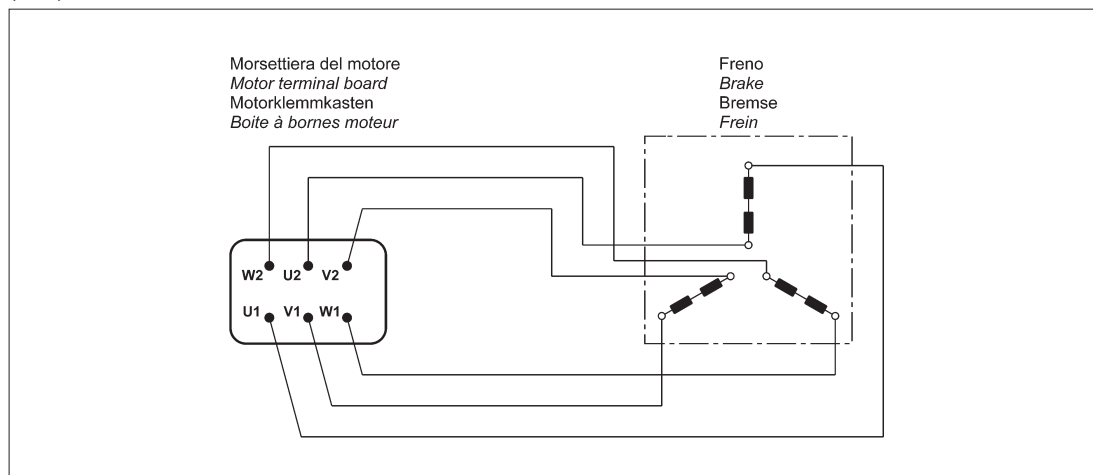 Morsettiera del motore
Motor terminal board
Motorklemmkasten
Boite à bornes moteur
Freno
Brake
Bremse
Frein
W2 U2 V2
U1 V1 W1